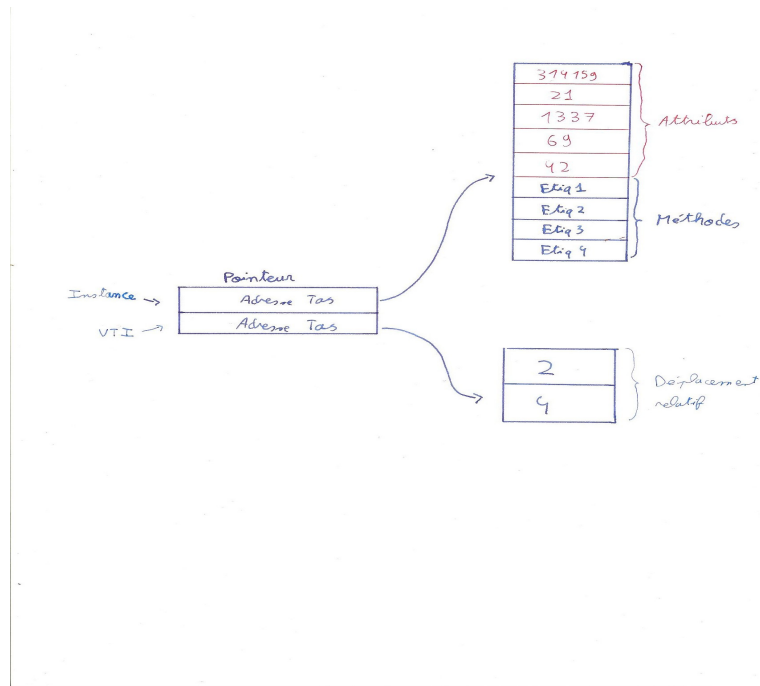 314159
21
1337
69
42
Attributs
Etiq 1
Etiq 2
Etiq 3
Etiq 4
Méthodes
Pointeur
Instance
Adresse Tas
VTI
Adresse Tas
2
4
Déplacement
relatif